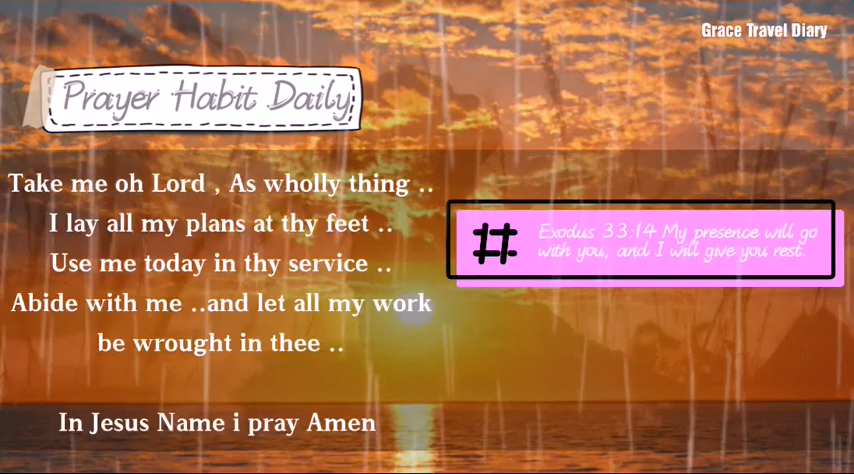 Grace Travel Diary
Prayer Habit Daily
Take me oh Lord , As wholly thing ..
I lay all my plans at thy feet ..
Use me today in thy service ..
Abide with me ..and let all my work
be wrought in thee ..
In Jesus Name i pray Amen
# Exodus 33:14 My presence will go
with you, and I will give you rest.